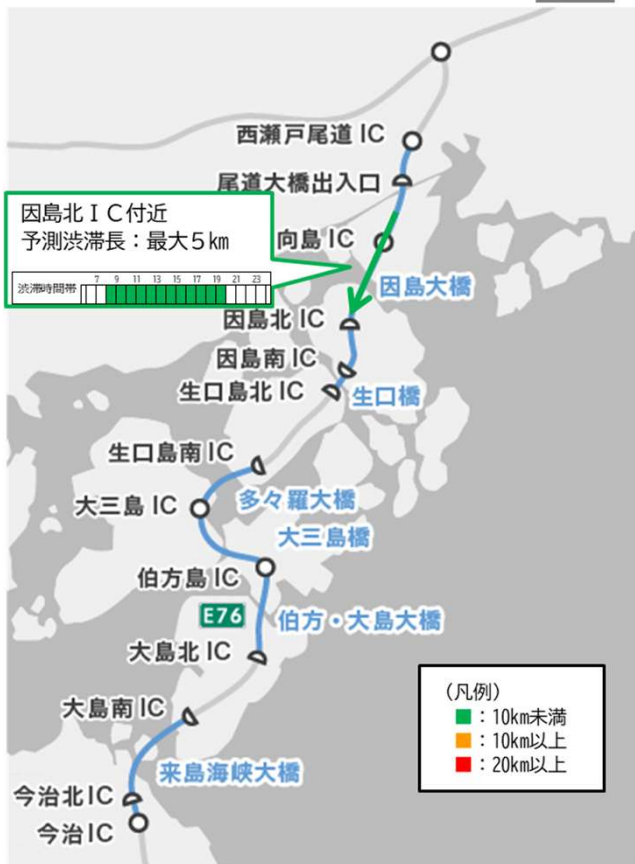 西瀬戸尾道 IC
尾道大橋出入口
因島北ＩＣ付近
予測渋滞長：最大５㎞
渋滞時間帯
7 9 11 13 15 17 19 21 23
向島 IC
因島大橋
因島北 IC
因島南 IC
生口島北 IC
生口橋
生口島南 IC
大三島 IC
多々羅大橋
大三島橋
伯方島 IC
E76
伯方・大島大橋
大島北 IC
大島南 IC
来島海峡大橋
今治北 IC
今治 IC
（凡例）
■：10km未満
■：10km以上
■：20km以上